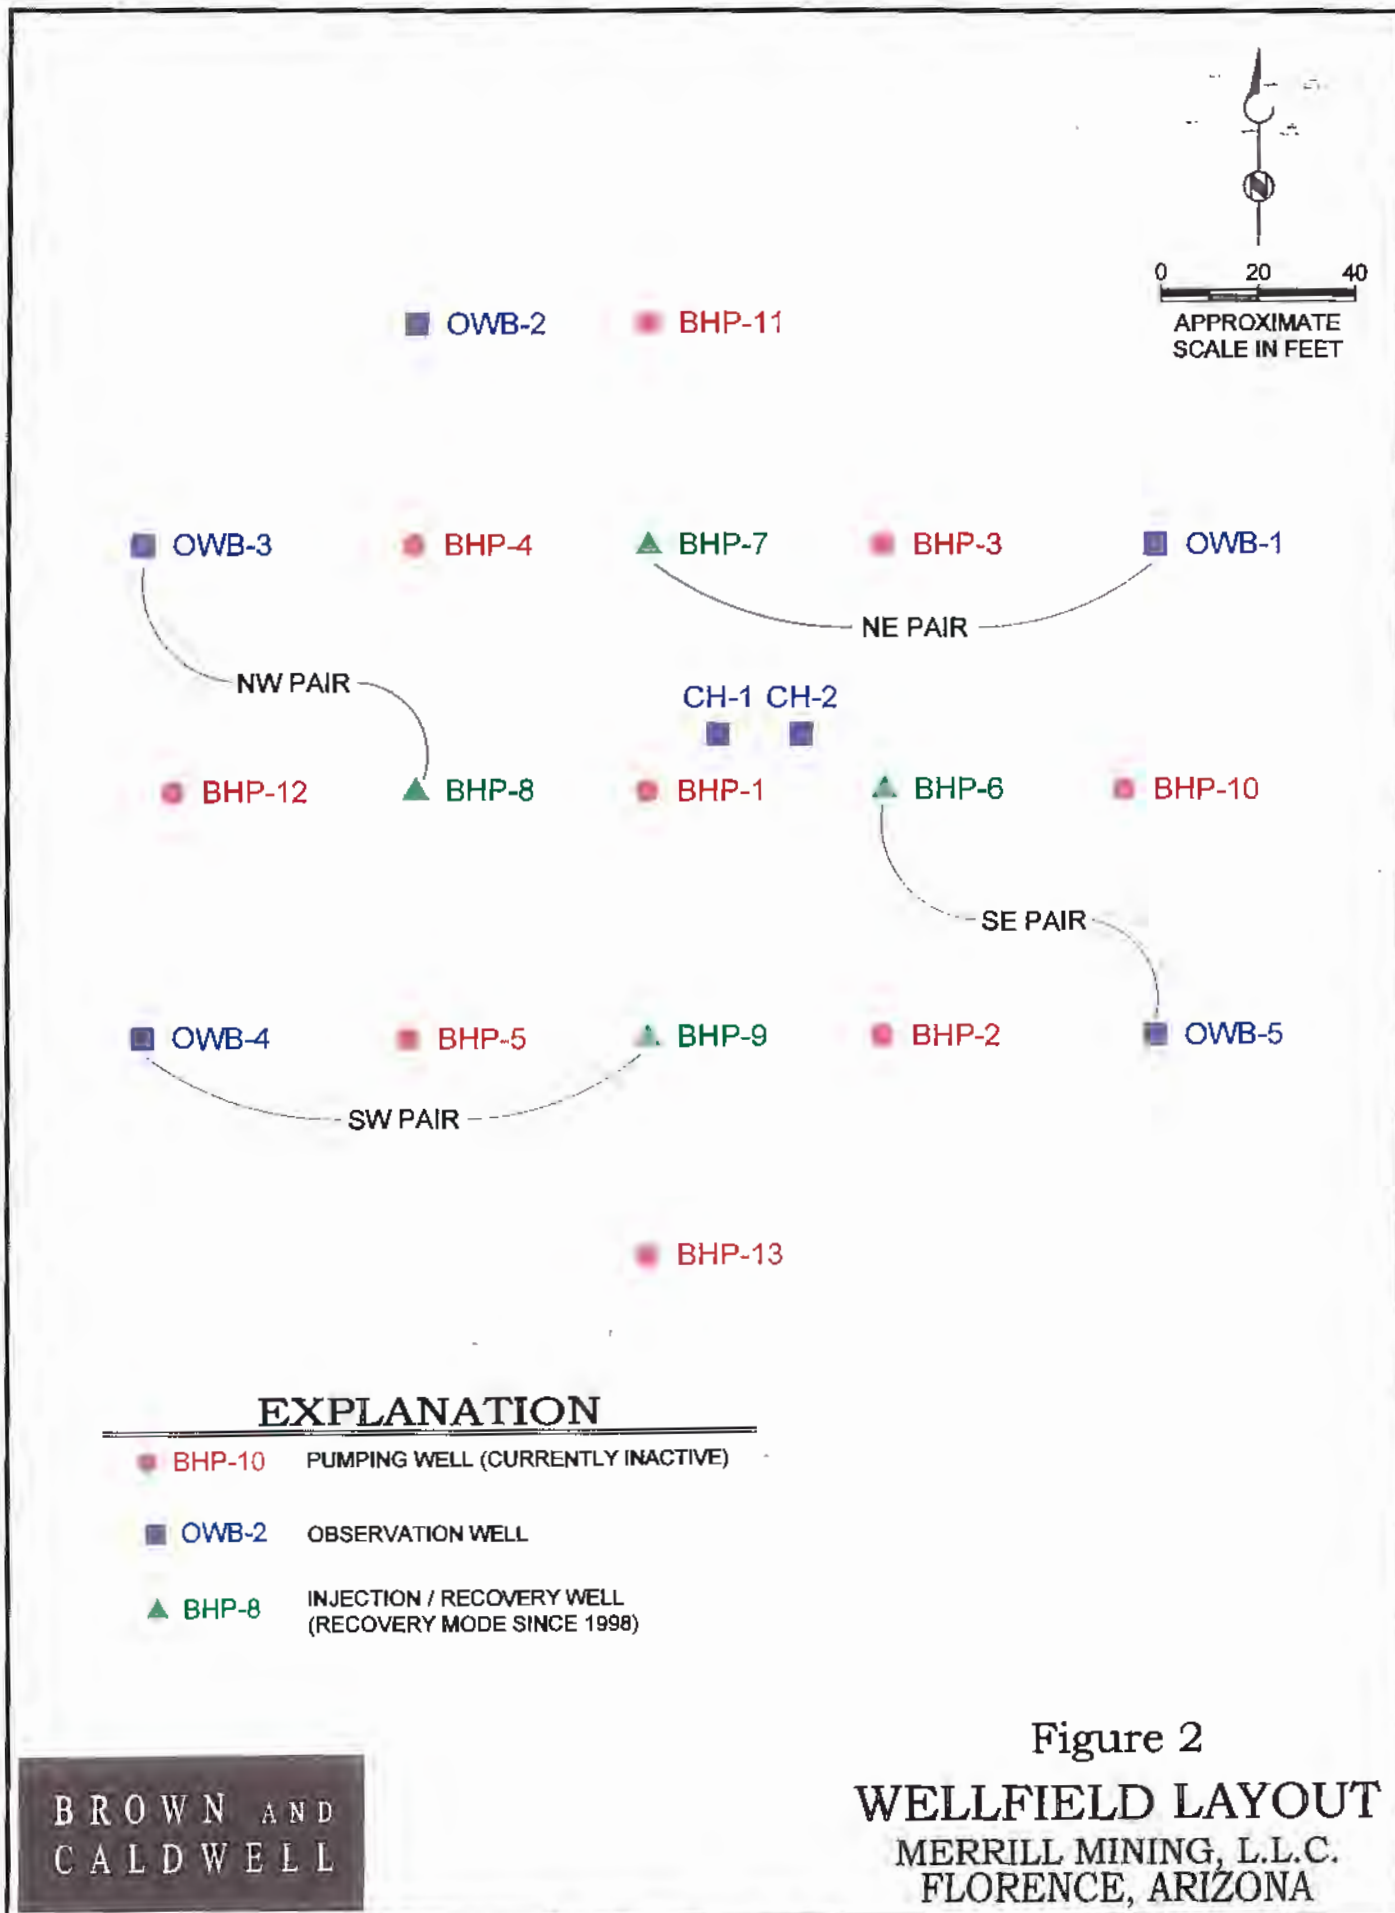 N
0 20 40
APPROXIMATE
SCALE IN FEET
OWB-2 BHP-11
OWB-3 BHP-4 BHP-7 BHP-3 OWB-1
NE PAIR
NW PAIR
CH-1 CH-2
BHP-12 BHP-8 BHP-1 BHP-6 BHP-10
SE PAIR
OWB-4 BHP-5 BHP-9 BHP-2 OWB-5
SW PAIR
BHP-13
EXPLANATION
BHP-10 PUMPING WELL (CURRENTLY INACTIVE)
OWB-2 OBSERVATION WELL
BHP-8 INJECTION / RECOVERY WELL
(RECOVERY MODE SINCE 1998)
Figure 2
WELLFIELD LAYOUT
MERRILL MINING, L.L.C.
FLORENCE, ARIZONA
BROWN AND
CALDWELL